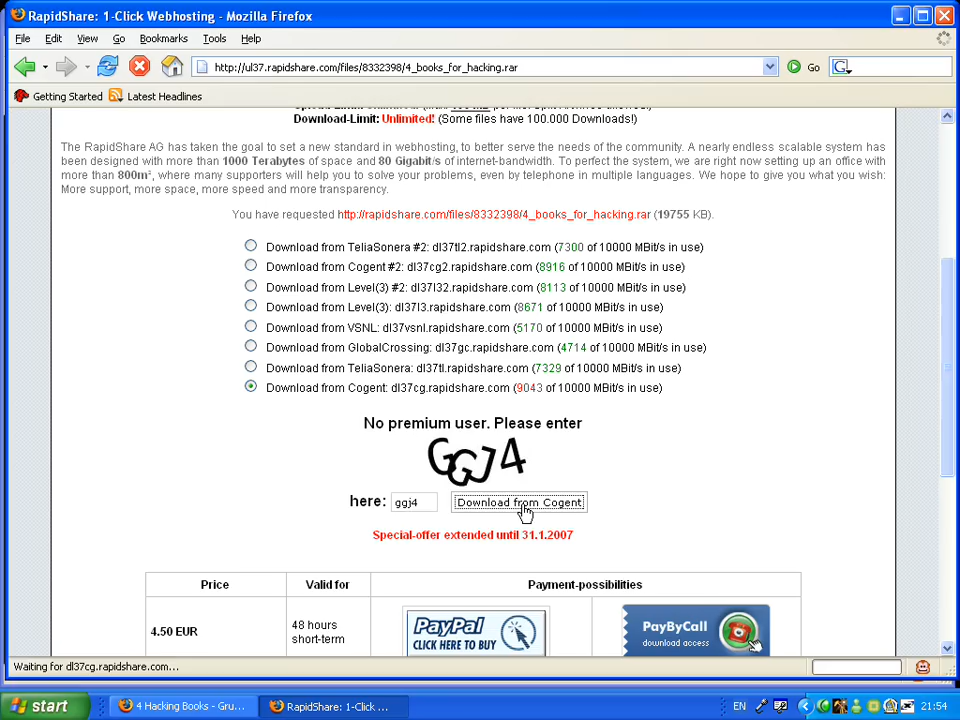 RapidShare: 1-Click Webhosting - Mozilla Firefox
File Edit View Go Bookmarks Tools Help
http://ul37.rapidshare.com/files/8332398/4_books_for_hacking.rar Go G
Getting Started Latest Headlines
Download-Limit: Unlimited! (Some files have 100.000 Downloads!)
The RapidShare AG has taken the goal to set a new standard in webhosting, to better serve the needs of the community. A nearly endless scalable system has
been designed with more than 1000 Terabytes of space and 80 Gigabit/s of internet-bandwidth. To perfect the system, we are right now setting up an office with
more than 800m², where many supporters will help you to solve your problems, even by telephone in multiple languages. We hope to give you what you wish:
More support, more space, more speed and more transparency.
You have requested http://rapidshare.com/files/8332398/4_books_for_hacking.rar (19755 KB).
Download from TeliaSonera #2: dl37tl2.rapidshare.com (7300 of 10000 MBit/s in use)
Download from Cogent #2: dl37cg2.rapidshare.com (8916 of 10000 MBit/s in use)
Download from Level(3) #2: dl37l32.rapidshare.com (8113 of 10000 MBit/s in use)
Download from Level(3): dl37l3.rapidshare.com (8671 of 10000 MBit/s in use)
Download from VSNL: dl37vsnl.rapidshare.com (5170 of 10000 MBit/s in use)
Download from GlobalCrossing: dl37gc.rapidshare.com (4714 of 10000 MBit/s in use)
Download from TeliaSonera: dl37tl.rapidshare.com (7329 of 10000 MBit/s in use)
Download from Cogent: dl37cg.rapidshare.com (9043 of 10000 MBit/s in use)
No premium user. Please enter
GGJ4
here: ggj4 Download from Cogent
Special-offer extended until 31.1.2007
Price Valid for Payment-possibilities
4.50 EUR 48 hours short-term
PayPal
CLICK HERE TO BUY
PayByCall
download access
Waiting for dl37cg.rapidshare.com...
start 4 Hacking Books - Gru... RapidShare: 1-Click ... EN 21:54